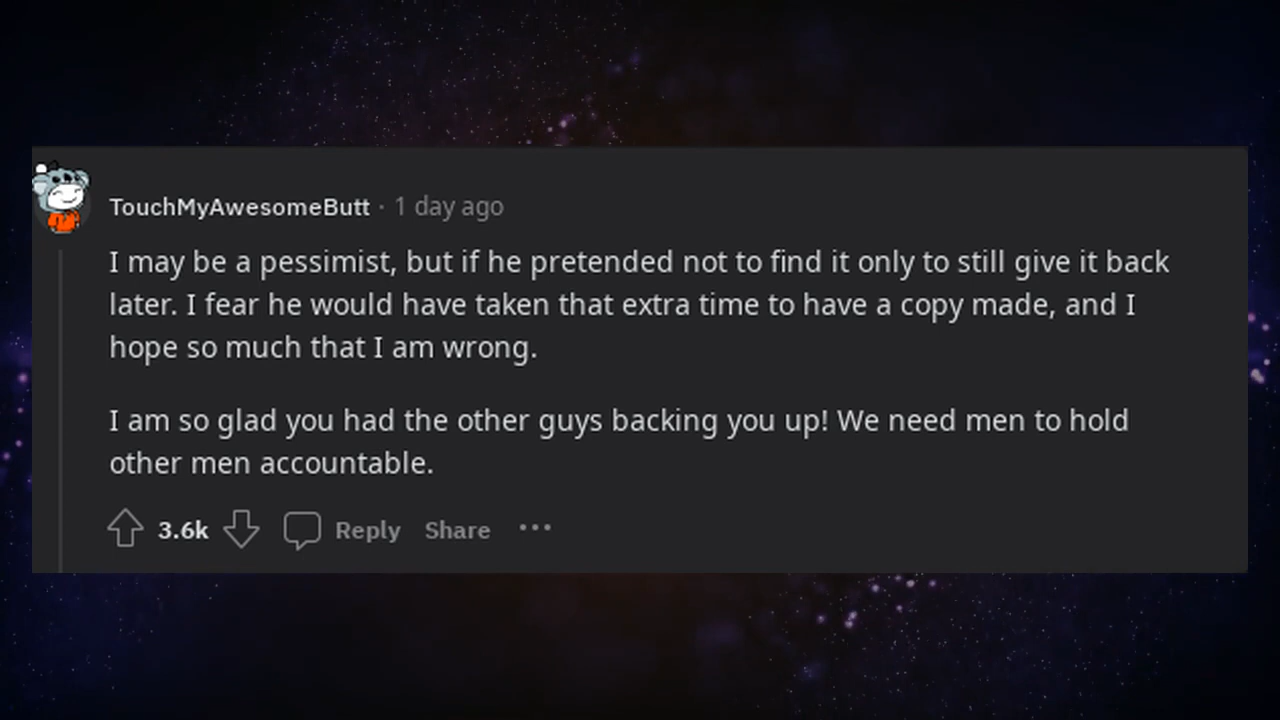 TouchMyAwesomeButt · 1 day ago
I may be a pessimist, but if he pretended not to find it only to still give it back
later. I fear he would have taken that extra time to have a copy made, and I
hope so much that I am wrong.
I am so glad you had the other guys backing you up! We need men to hold
other men accountable.
3.6k Reply Share